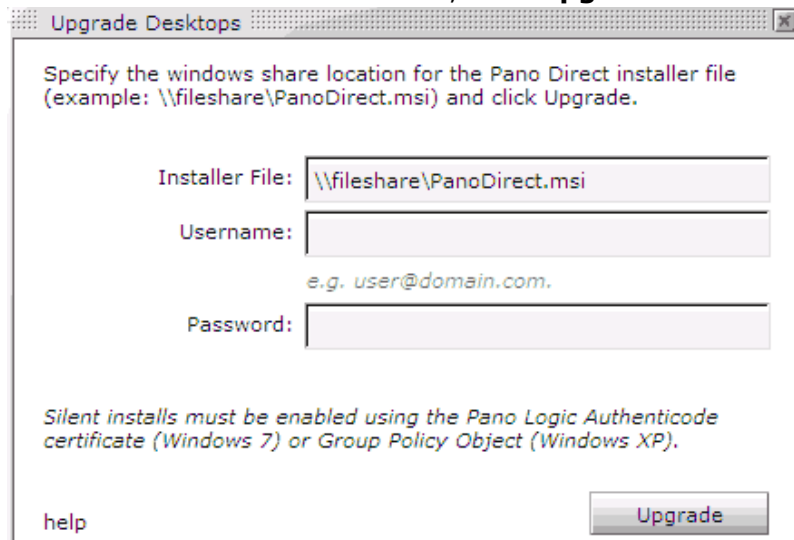 Upgrade Desktops
Specify the windows share location for the Pano Direct installer file
(example: \\fileshare\PanoDirect.msi) and click Upgrade.
Installer File: \\fileshare\PanoDirect.msi
Username:
e.g. user@domain.com.
Password:
Silent installs must be enabled using the Pano Logic Authenticode
certificate (Windows 7) or Group Policy Object (Windows XP).
help
Upgrade